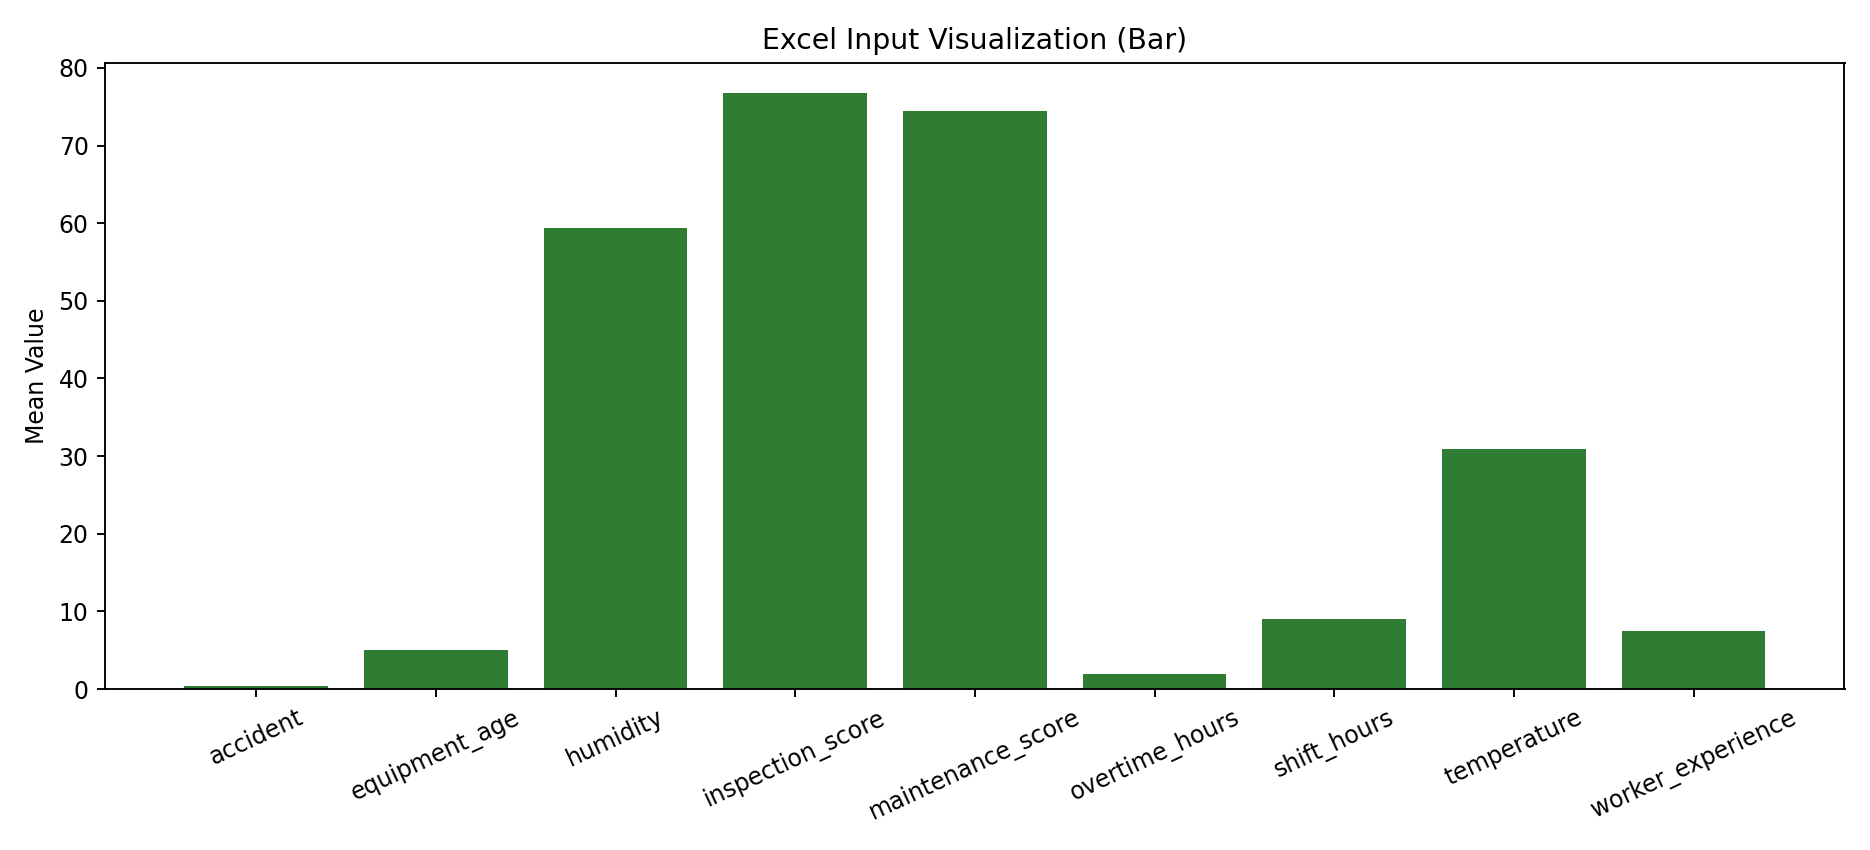 Excel Input Visualization (Bar)
Mean Value
80
70
60
50
40
30
20
10
0
accident
equipment_age
humidity
inspection_score
maintenance_score
overtime_hours
shift_hours
temperature
worker_experience